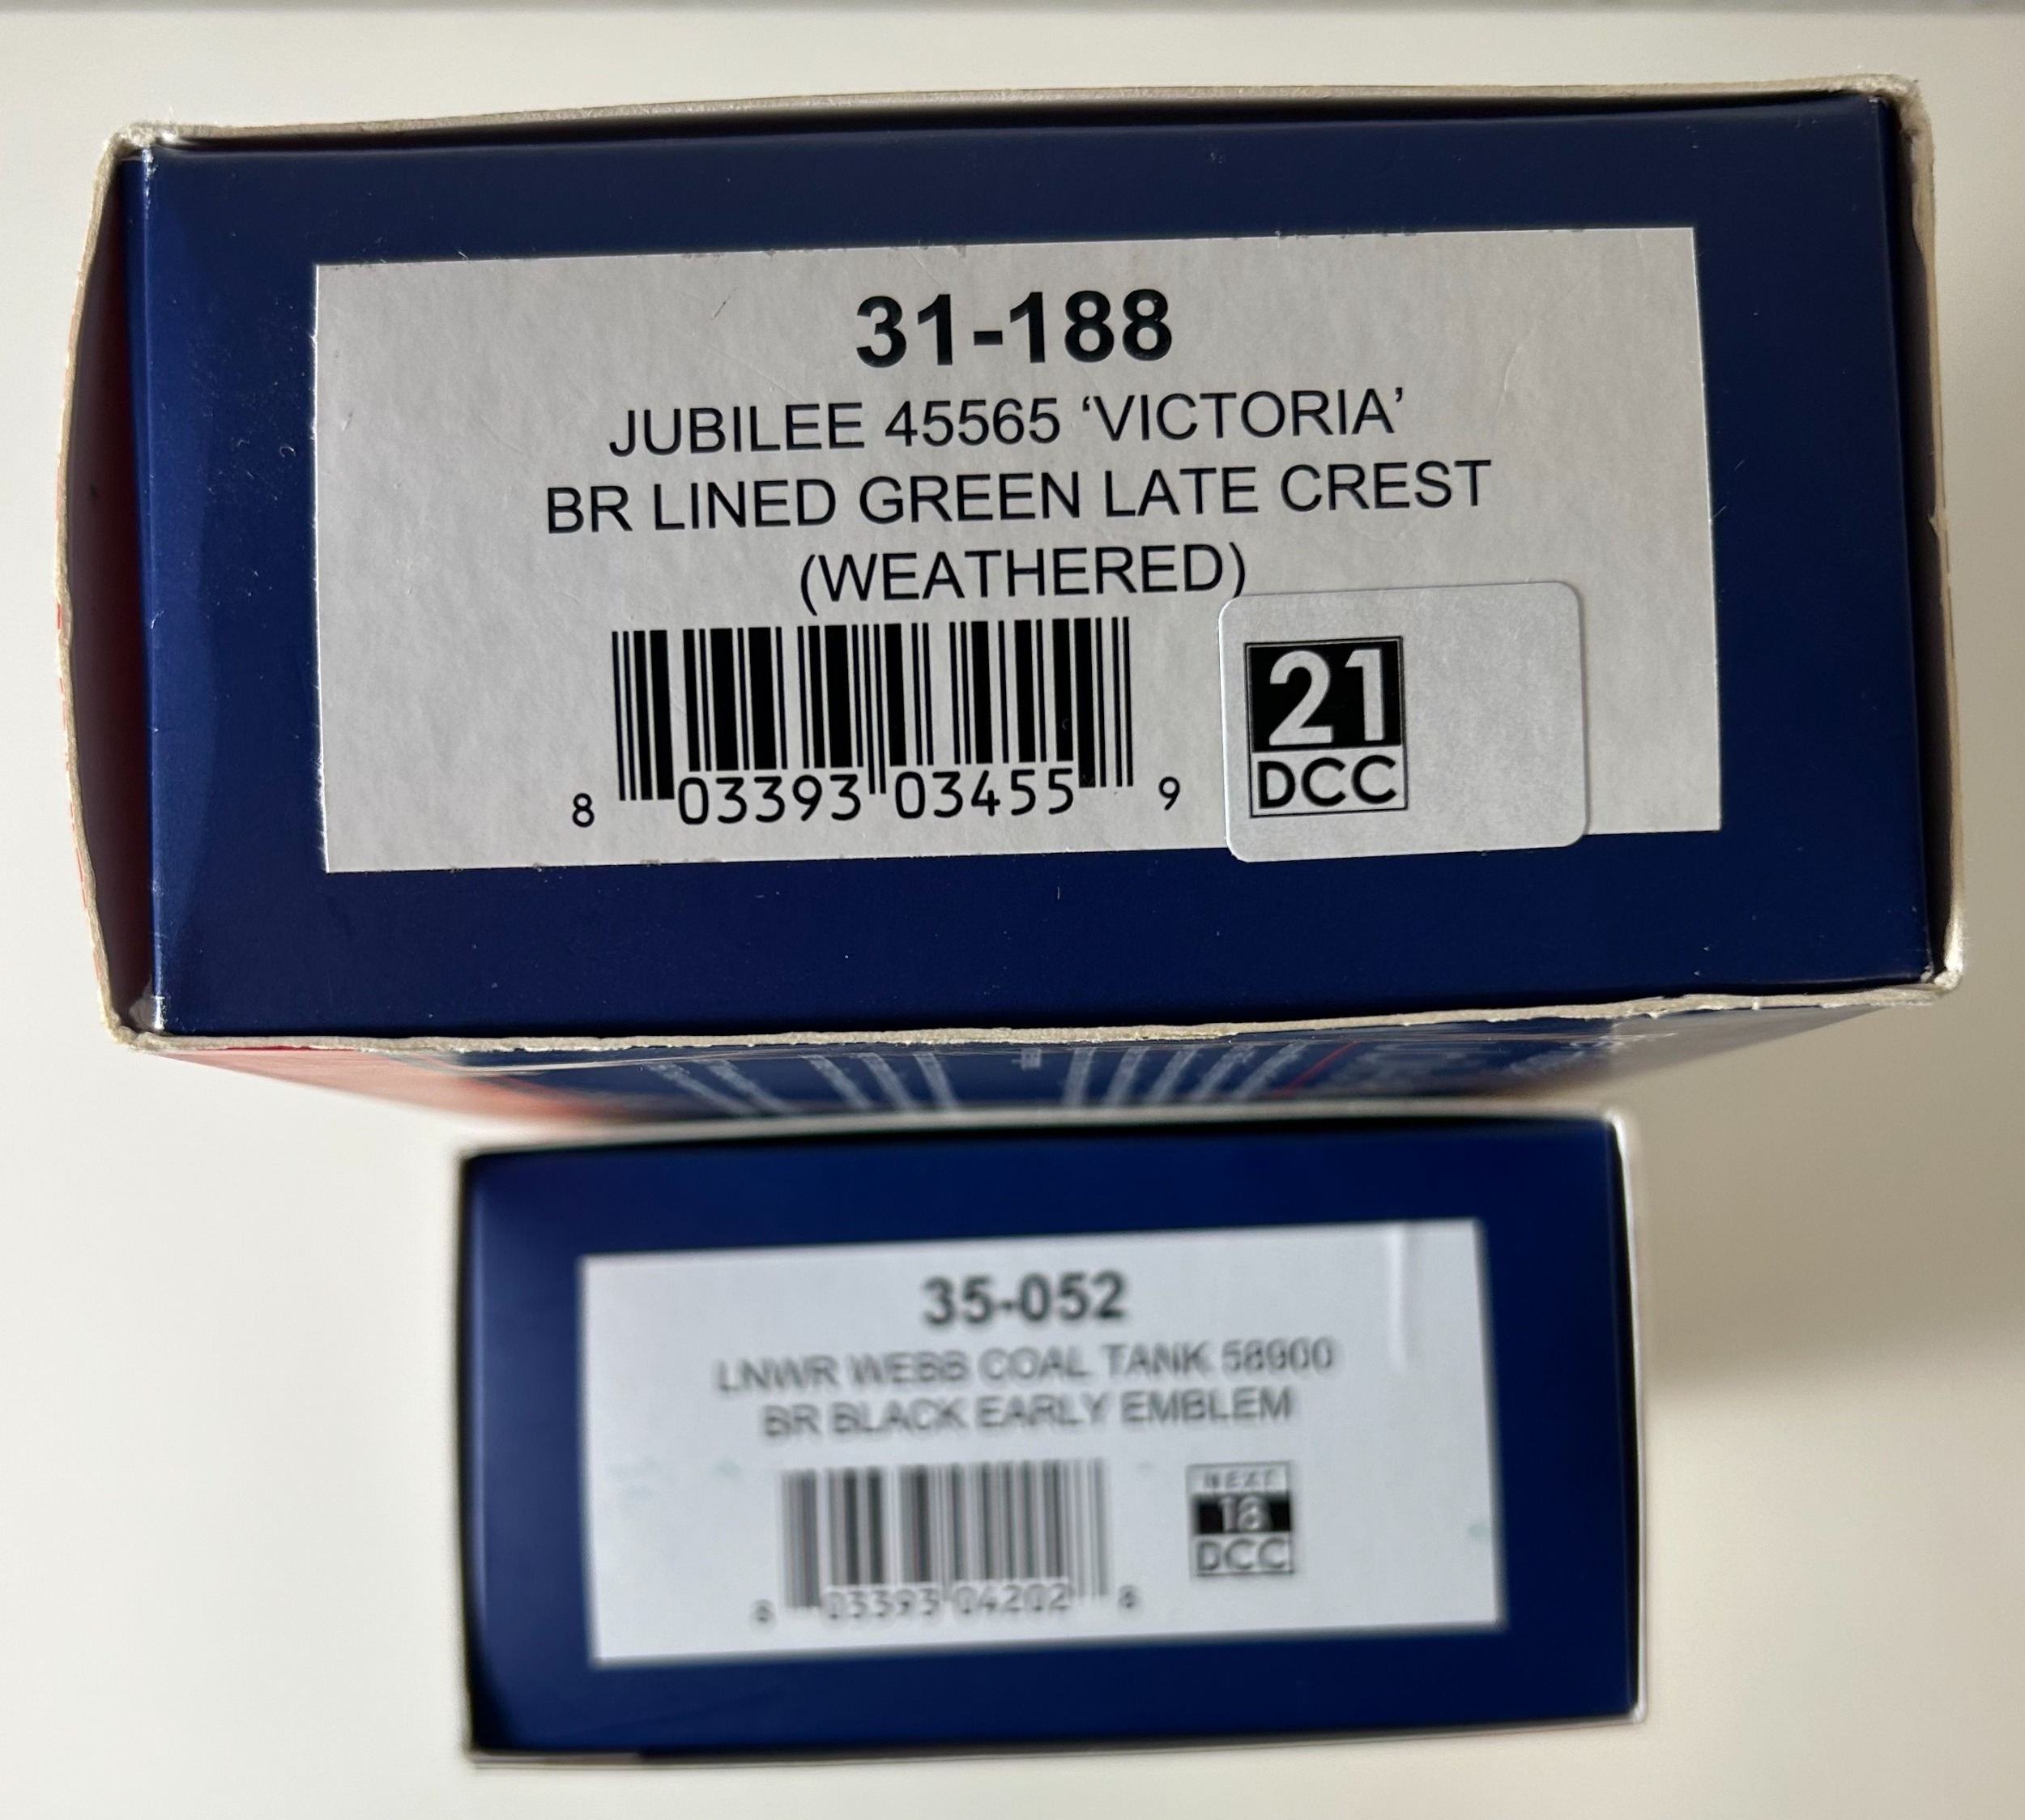 31-188
JUBILEE 45565 ‘VICTORIA’
BR LINED GREEN LATE CREST
(WEATHERED)
8 03393 03455 9
21
DCC
35-052
LNWR WEBB COAL TANK 58900
BR BLACK EARLY EMBLEM
8 03393 04202 8
NEXT
18
DCC